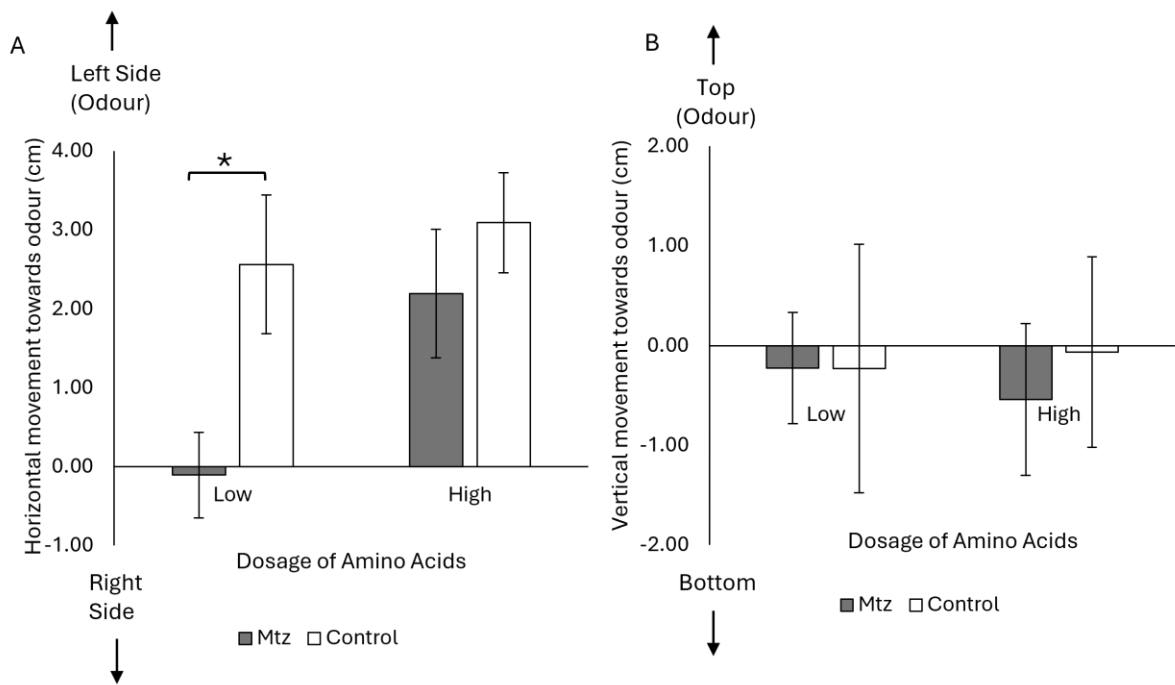 A
Left Side
(Odour)
Horizontal movement towards odour (cm)
4.00
3.00
2.00
1.00
0.00
-1.00
*
Low
High
Dosage of Amino Acids
Right
Side
Mtz
Control
B
Top
(Odour)
Vertical movement towards odour (cm)
2.00
1.00
0.00
-1.00
-2.00
Low
High
Dosage of Amino Acids
Bottom
Mtz
Control